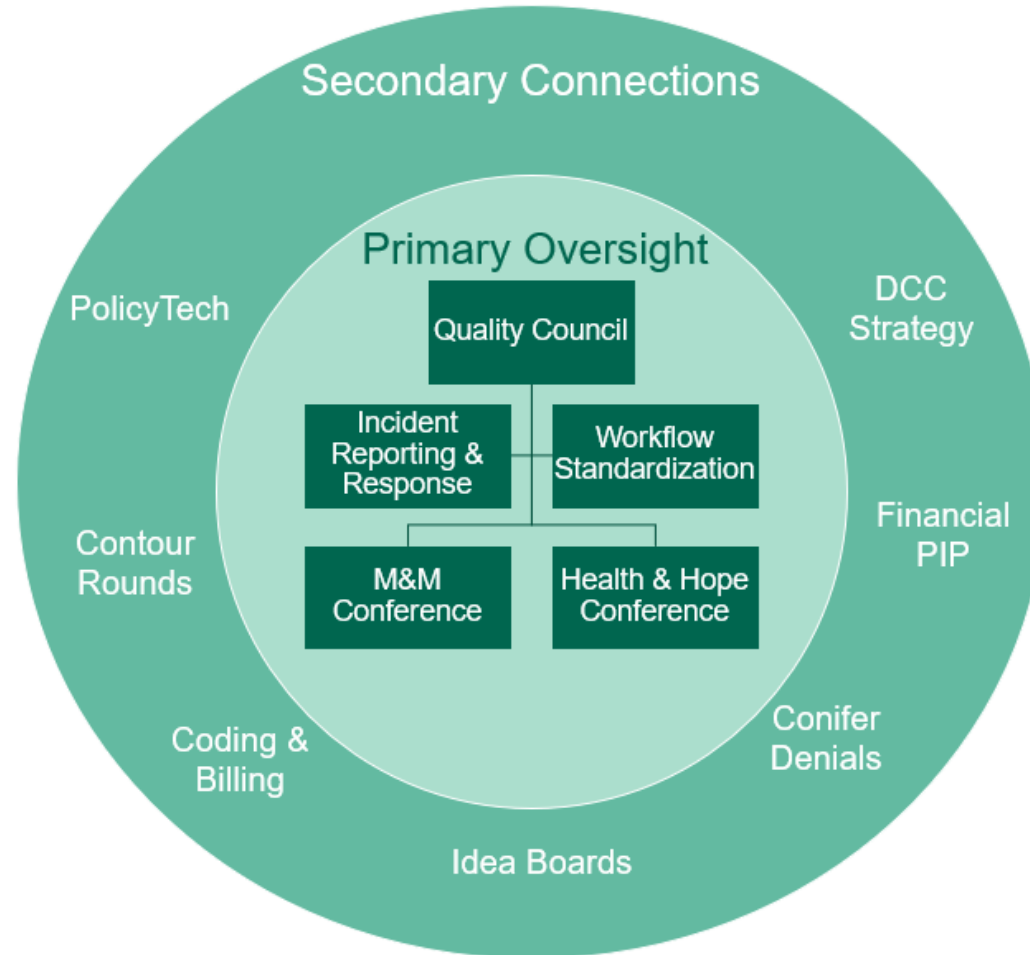 Secondary Connections
Primary Oversight
Quality Council
Incident
Reporting &
Response
Workflow
Standardization
M&M
Conference
Health & Hope
Conference
PolicyTech
DCC
Strategy
Contour
Rounds
Financial
PIP
Coding &
Billing
Conifer
Denials
Idea Boards